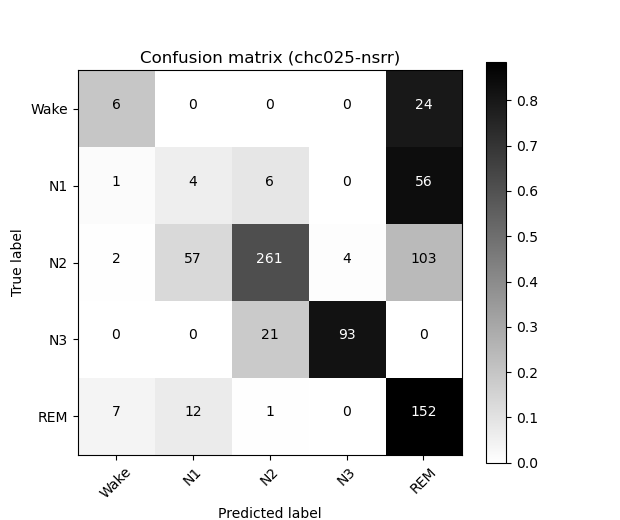 Confusion matrix (chc025-nsrr)
True label
Wake 6 0 0 0 24
N1 1 4 6 0 56
N2 2 57 261 4 103
N3 0 0 21 93 0
REM 7 12 1 0 152
Wake N1 N2 N3 REM
Predicted label
0.8
0.7
0.6
0.5
0.4
0.3
0.2
0.1
0.0